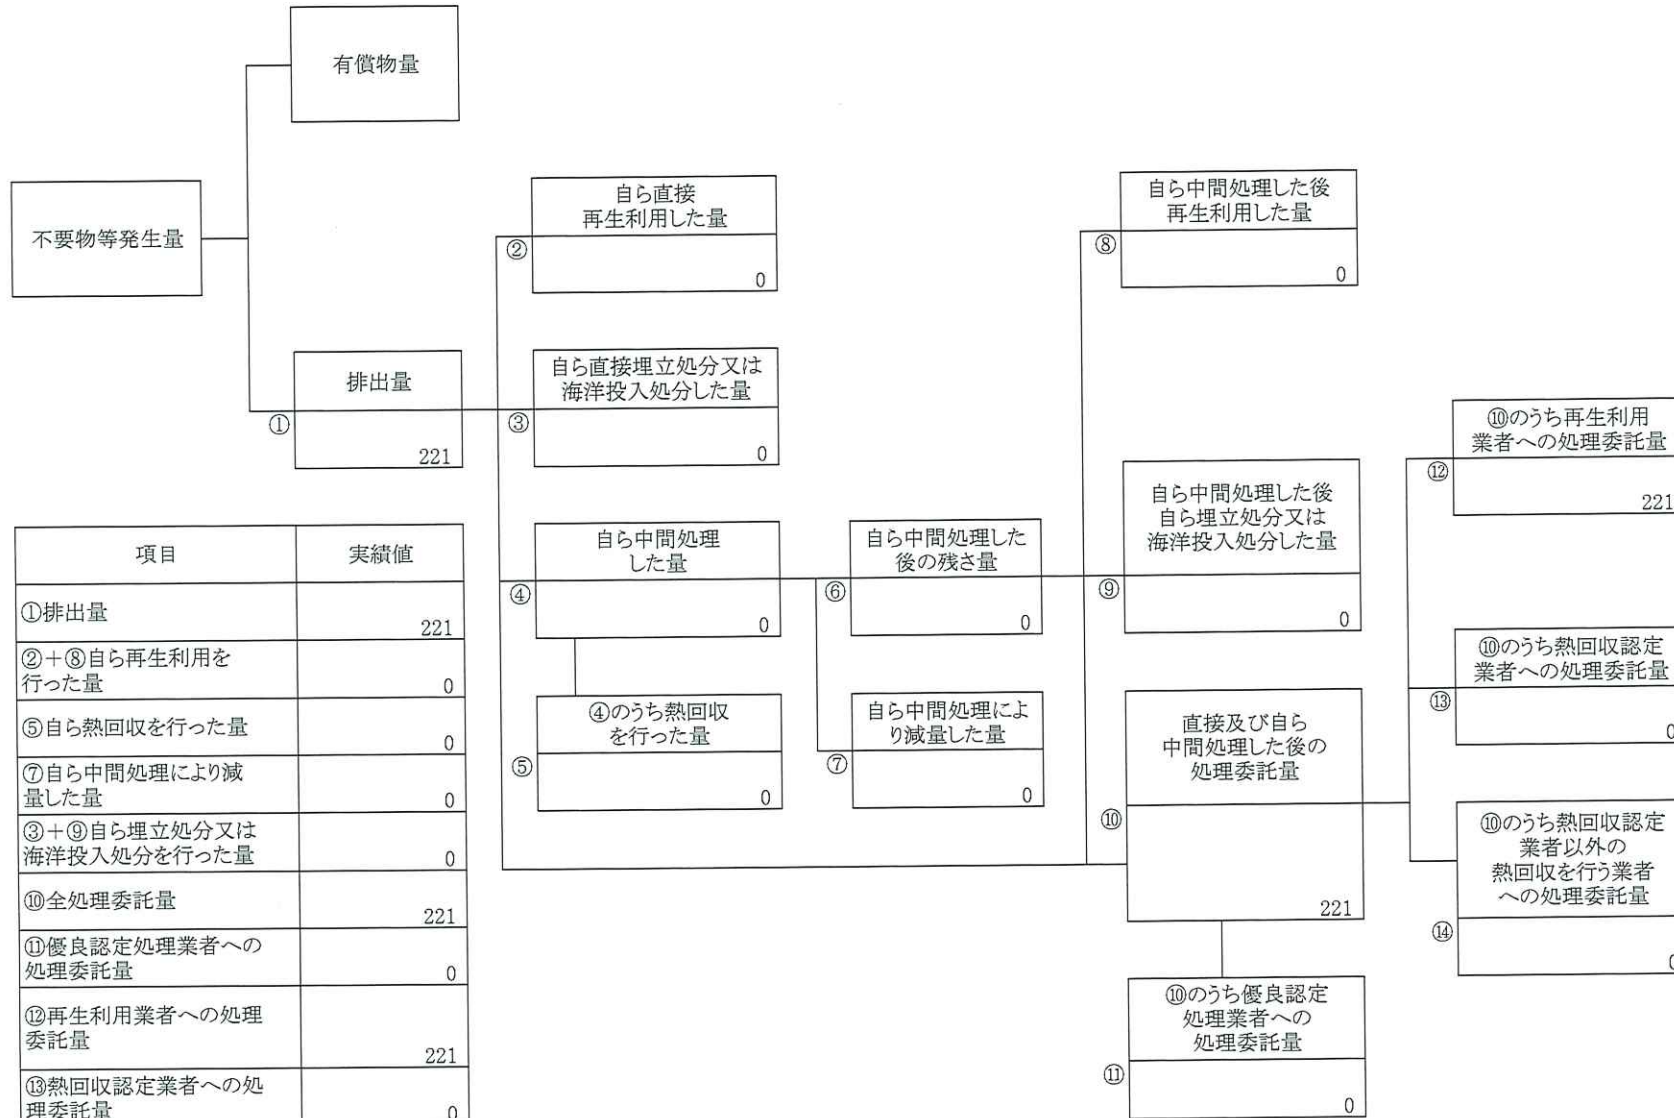 有償物量
不要物等発生量
自ら直接
再生利用した量
②
0
自ら中間処理した後
再生利用した量
⑧
0
排出量
①
221
自ら直接埋立処分又は
海洋投入処分した量
③
0
⑩のうち再生利用
業者への処理委託量
⑫
221
自ら中間処理
した量
④
0
自ら中間処理した
後の残さ量
⑥
0
自ら中間処理した後
自ら埋立処分又は
海洋投入処分した量
⑨
0
⑩のうち熱回収認定
業者への処理委託量
⑬
0
④のうち熱回収
を行った量
⑤
0
自ら中間処理によ
り減量した量
⑦
0
直接及び自ら
中間処理した後の
処理委託量
⑩
221
⑩のうち熱回収認定
業者以外の
熱回収を行う業者
への処理委託量
⑭
0
⑩のうち優良認定
処理業者への
処理委託量
⑪
0
項目 実績値
①排出量
221
②+⑧自ら再生利用を
行った量 0
⑤自ら熱回収を行った量
0
⑦自ら中間処理により減
量した量 0
③+⑨自ら埋立処分又は
海洋投入処分を行った量 0
⑩全処理委託量
221
⑪優良認定処理業者への
処理委託量 0
⑫再生利用業者への処理
委託量
221
⑬熱回収認定業者への処
理委託量 0